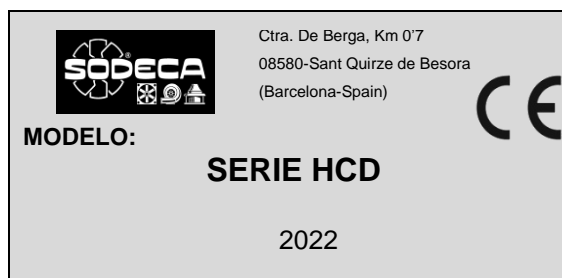 SODECA®
Ctra. De Berga, Km 0'7
08580-Sant Quirze de Besora
(Barcelona-Spain)
CE
MODELO:
SERIE HCD
2022